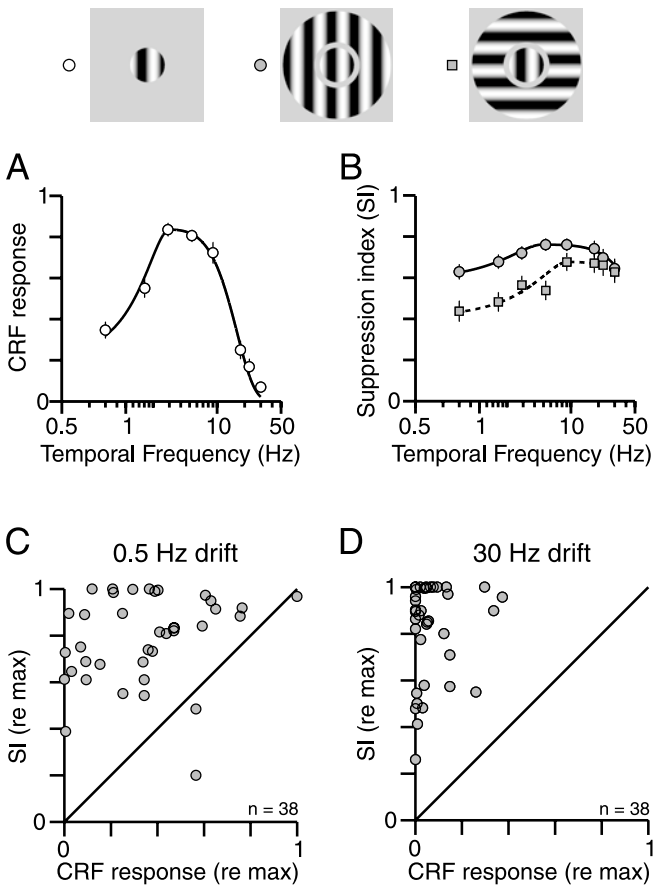 A
B
CRF response
1
0
0.5
1
10
50
Temporal Frequency (Hz)
Suppression index (SI)
1
0
0.5
1
10
50
Temporal Frequency (Hz)
C
0.5 Hz drift
D
30 Hz drift
SI (re max)
1
0
n = 38
0
1
CRF response (re max)
SI (re max)
1
0
n = 38
0
1
CRF response (re max)